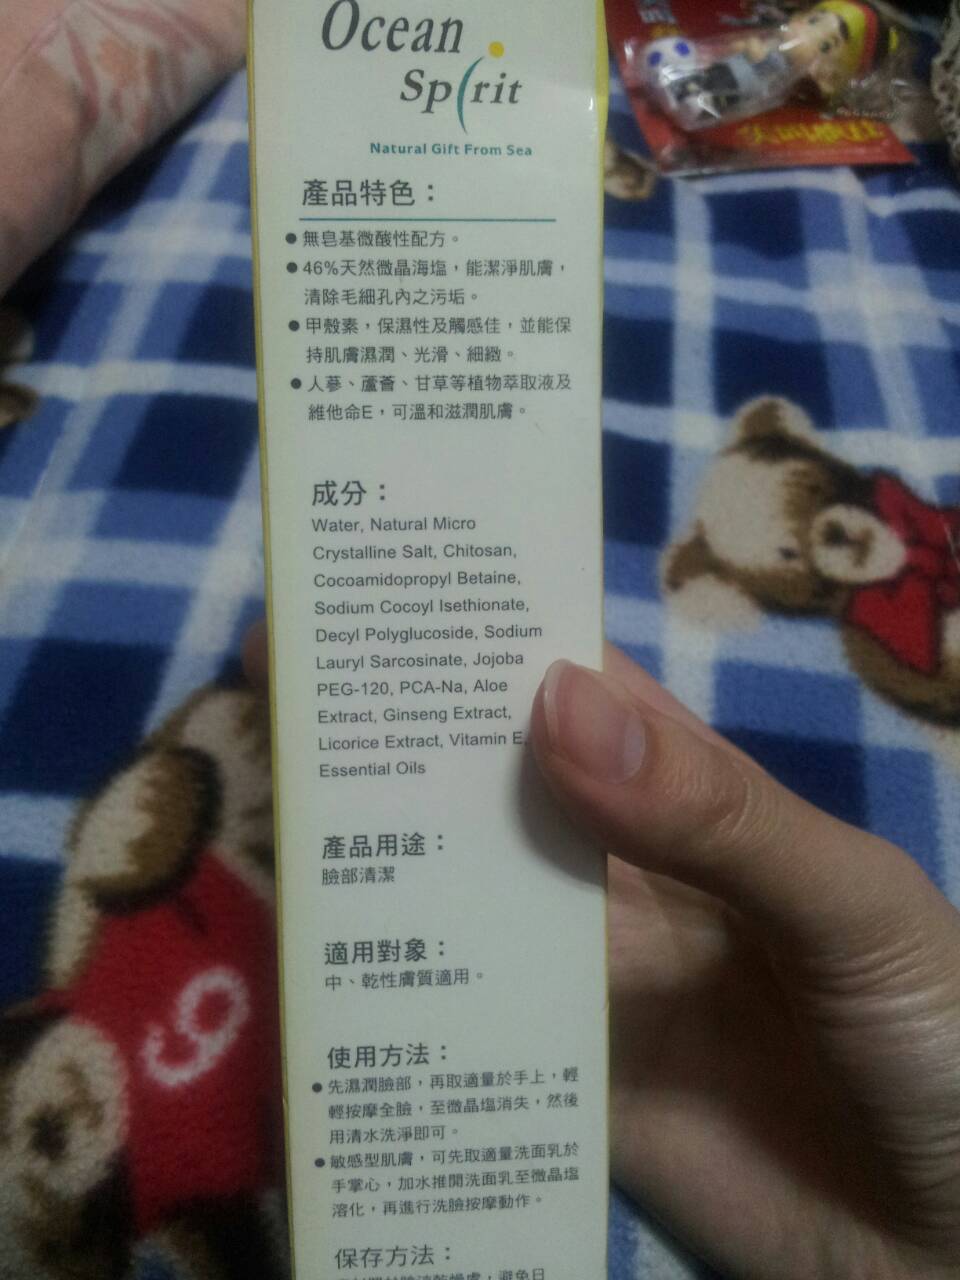 Ocean
Spirit
Natural Gift From Sea
產品特色：
●無皂基微酸性配方。
●46%天然微晶海塩，能潔淨肌膚，
清除毛細孔內之污垢。
●甲殼素，保濕性及觸感佳，並能保
持肌膚濕潤、光滑、細緻。
●人蔘、蘆薈、甘草等植物萃取液及
維他命E，可溫和滋潤肌膚。
成分：
Water, Natural Micro
Crystalline Salt, Chitosan,
Cocoamidopropyl Betaine,
Sodium Cocoyl Isethionate,
Decyl Polyglucoside, Sodium
Lauryl Sarcosinate, Jojoba
PEG-120, PCA-Na, Aloe
Extract, Ginseng Extract,
Licorice Extract, Vitamin E,
Essential Oils
產品用途：
臉部清潔
適用對象：
中、乾性膚質適用。
使用方法：
●先濕潤臉部，再取適量於手上，輕
輕按摩全臉，至微晶塩消失，然後
用清水洗淨即可。
●敏感型肌膚，可先取適量洗面乳於
手掌心，加水推開洗面乳至微晶塩
溶化，再進行洗臉按摩動作。
保存方法：
避免日